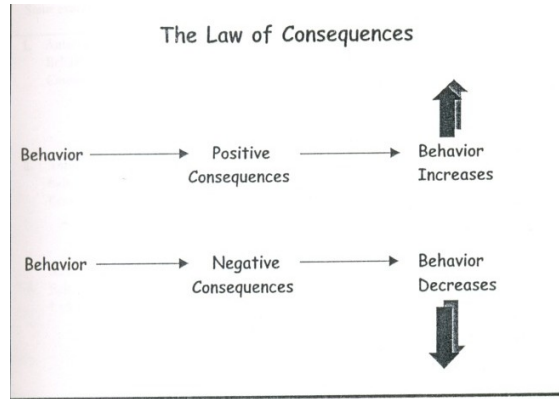 The Law of Consequences
Behavior
Positive
Consequences
Behavior
Increases
Behavior
Negative
Consequences
Behavior
Decreases